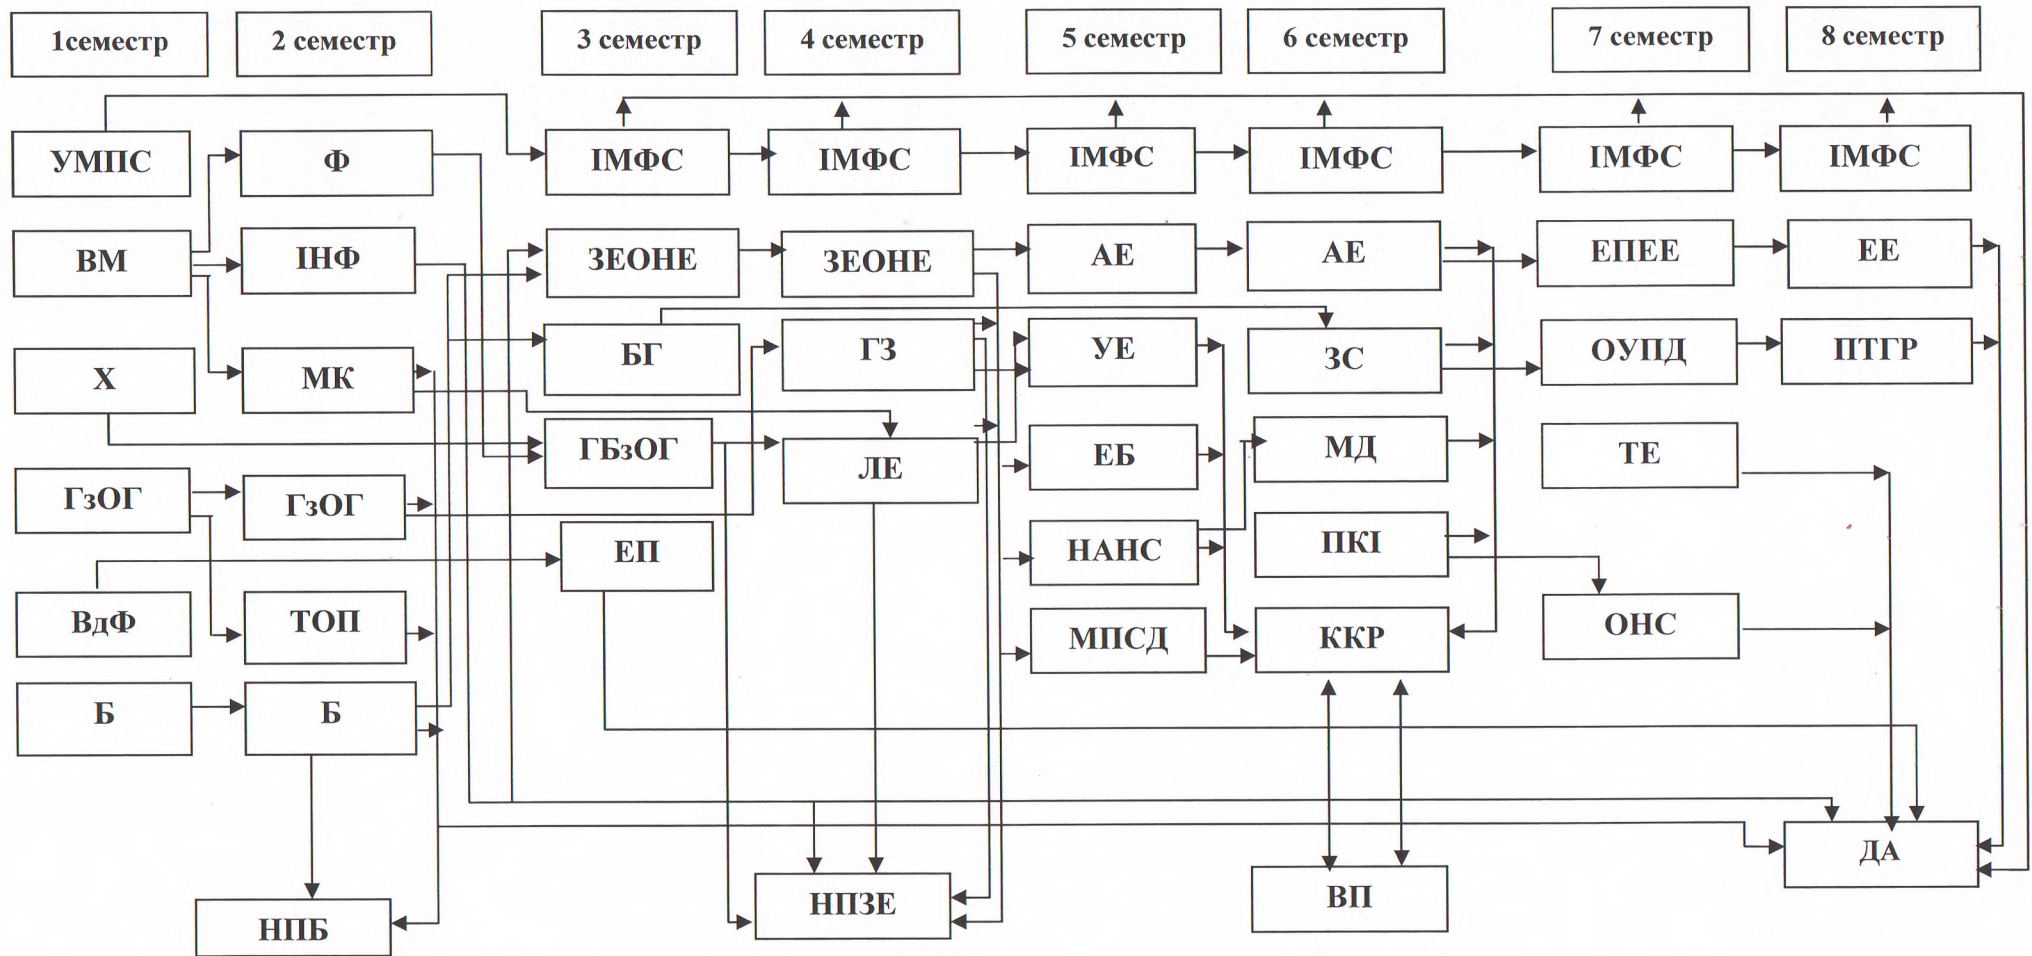 1семестр
2 семестр
3 семестр
4 семестр
5 семестр
6 семестр
7 семестр
8 семестр
УМПС
Ф
ІМФС
ІМФС
ІМФС
ІМФС
ІМФС
ІМФС
ВМ
ІНФ
ЗЕОНЕ
ЗЕОНЕ
АЕ
АЕ
ЕПЕЕ
ЕЕ
Х
МК
БГ
ГЗ
УЕ
ЗС
ОУПД
ПТГР
ГБзОГ
ЛЕ
ЕБ
МД
ТЕ
ГзОГ
ГзОГ
ЕП
НАНС
ПКІ
ВдФ
ТОП
МПСД
ККР
ОНС
Б
Б
НПБ
НПЗЕ
ВП
ДА